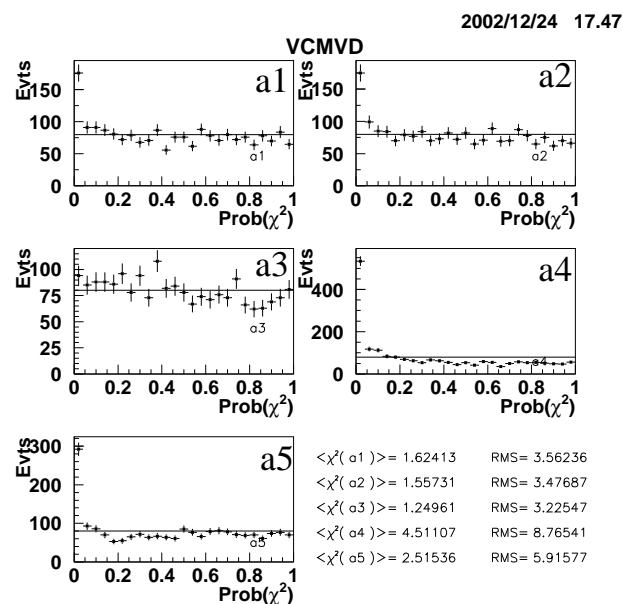 2002/12/24 17.47
VCMVD
Evts
a1
150
100
50
0
a1
0 0.2 0.4 0.6 0.8 1
Prob(χ²)
Evts
a2
150
100
50
0
a2
0 0.2 0.4 0.6 0.8 1
Prob(χ²)
Evts
a3
100
75
50
25
0
a3
0 0.2 0.4 0.6 0.8 1
Prob(χ²)
Evts
a4
400
200
0
a4
0 0.2 0.4 0.6 0.8 1
Prob(χ²)
Evts
a5
300
200
100
0
a5
0 0.2 0.4 0.6 0.8 1
Prob(χ²)
<χ²( a1 )>= 1.62413 RMS= 3.56236
<χ²( a2 )>= 1.55731 RMS= 3.47687
<χ²( a3 )>= 1.24961 RMS= 3.22547
<χ²( a4 )>= 4.51107 RMS= 8.76541
<χ²( a5 )>= 2.51536 RMS= 5.91577